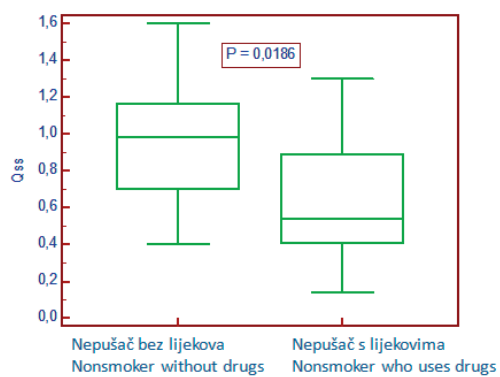 1,6
1,4
1,2
1,0
0,8
0,6
0,4
0,2
0,0
Qss
P = 0,0186
Nepušač bez lijekova
Nonsmoker without drugs
Nepušač s lijekovima
Nonsmoker who uses drugs